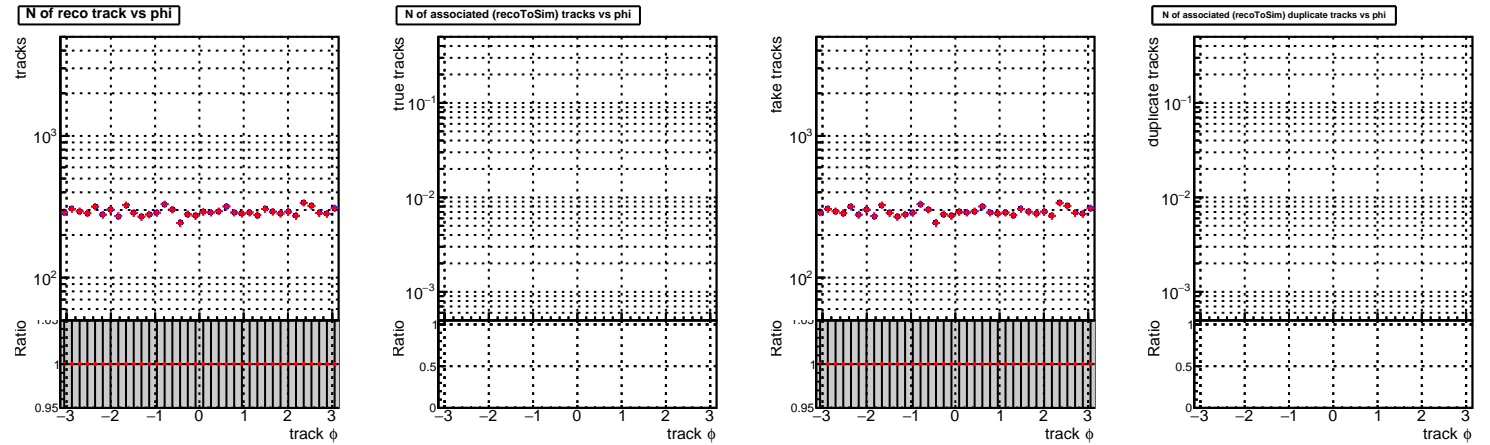 N of reco track vs phi
tracks
10³
10²
Ratio
1
0.95
−3 −2 −1 0 1 2 3
track φ
N of associated (recoToSim) tracks vs phi
true tracks
10⁻¹
10⁻²
10⁻³
Ratio
1
0.5
0
−3 −2 −1 0 1 2 3
track φ
fake tracks
10³
10²
Ratio
1
0.95
−3 −2 −1 0 1 2 3
track φ
N of associated (recoToSim) duplicate tracks vs phi
duplicate tracks
10⁻¹
10⁻²
10⁻³
Ratio
1
0.5
0
−3 −2 −1 0 1 2 3
track φ